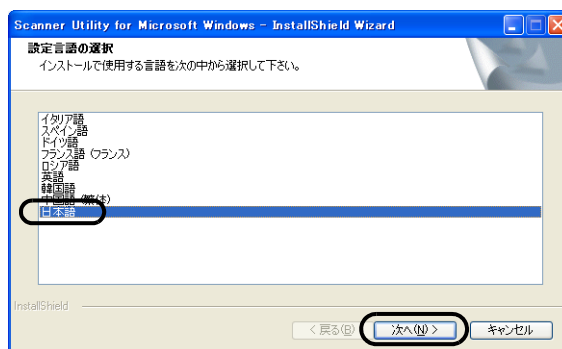 Scanner Utility for Microsoft Windows - InstallShield Wizard
設定言語の選択
インストールで使用する言語を次の中から選択して下さい。
イタリア語
スペイン語
ドイツ語
フランス語 (フランス)
ロシア語
英語
韓国語
中国語 (繁体)
日本語
InstallShield
< 戻る(B)
次へ(N) >
キャンセル